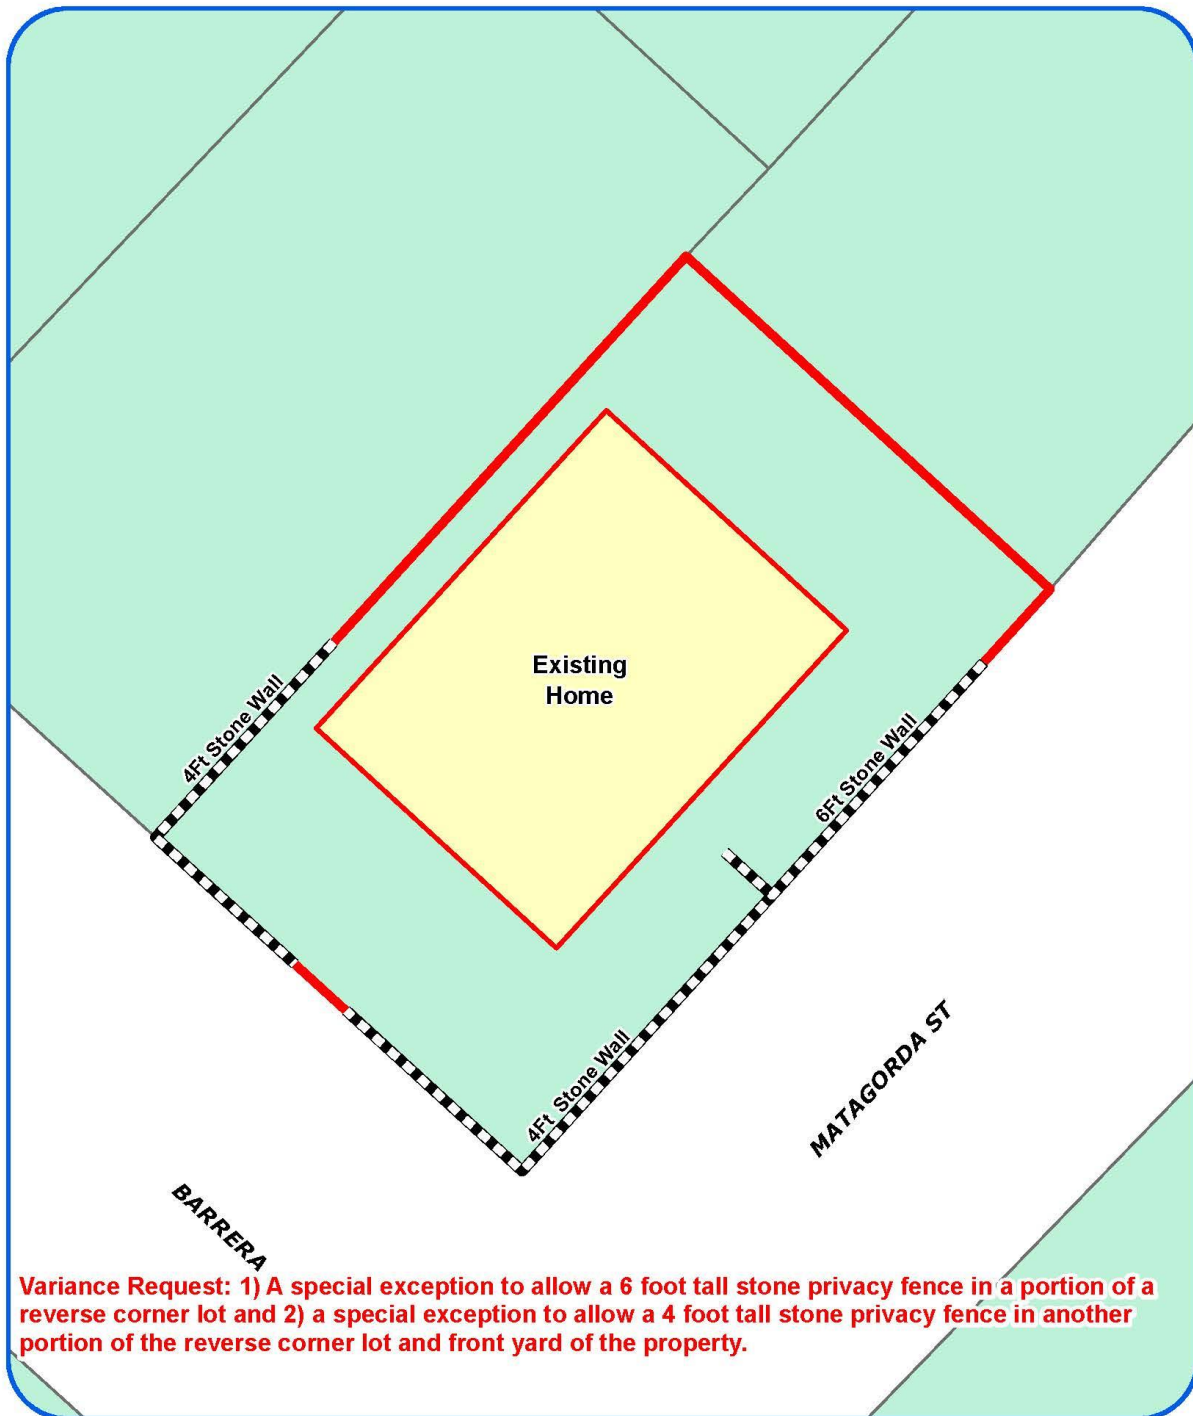 4Ft Stone Wall
Existing
Home
6Ft Stone Wall
4Ft Stone Wall
MATAGORDA ST
BARRERA
Variance Request: 1) A special exception to allow a 6 foot tall stone privacy fence in a portion of a
reverse corner lot and 2) a special exception to allow a 4 foot tall stone privacy fence in another
portion of the reverse corner lot and front yard of the property.